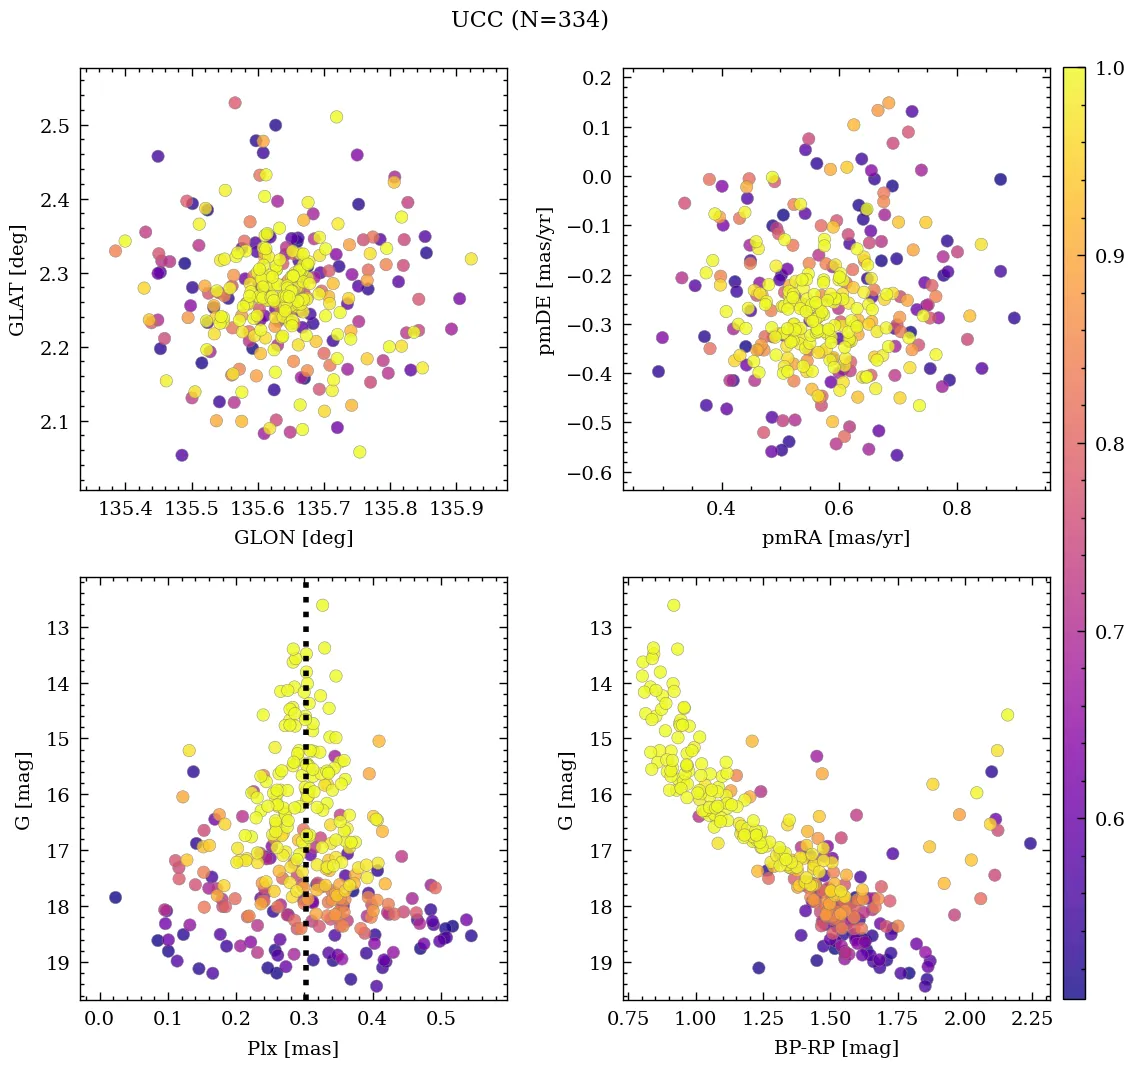 UCC (N=334)
2.5
2.4
2.3
2.2
2.1
GLAT [deg]
135.4 135.5 135.6 135.7 135.8 135.9
GLON [deg]
0.2
0.1
0.0
−0.1
−0.2
−0.3
−0.4
−0.5
−0.6
pmDE [mas/yr]
0.4 0.6 0.8
pmRA [mas/yr]
13
14
15
16
17
18
19
G [mag]
0.0 0.1 0.2 0.3 0.4 0.5
Plx [mas]
13
14
15
16
17
18
19
G [mag]
0.75 1.00 1.25 1.50 1.75 2.00 2.25
BP-RP [mag]
1.0
0.9
0.8
0.7
0.6